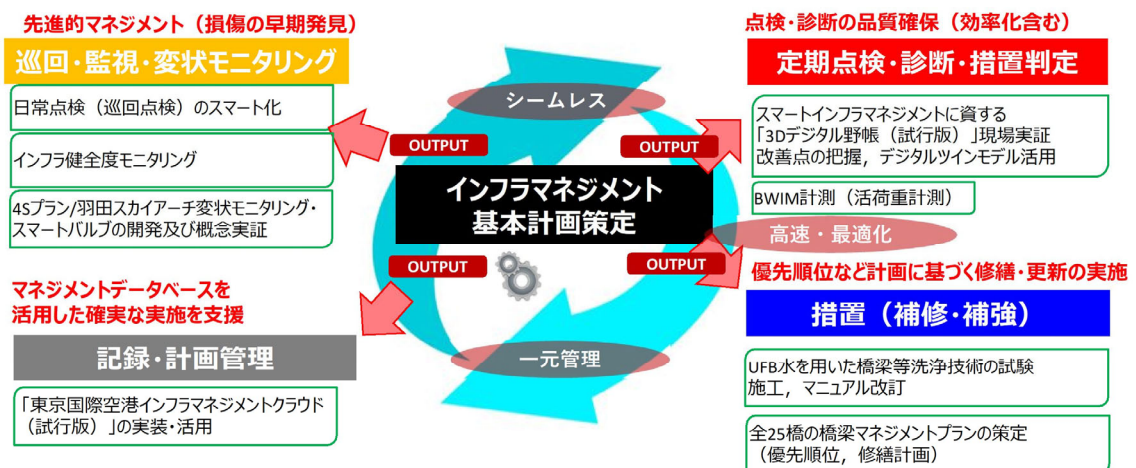 先進的マネジメント（損傷の早期発見）
巡回・監視・変状モニタリング
日常点検（巡回点検）のスマート化
インフラ健全度モニタリング
4Sプラン/羽田スカイアーチ変状モニタリング・
スマートバルブの開発及び概念実証
点検・診断の品質確保（効率化含む）
定期点検・診断・措置判定
スマートインフラマネジメントに資する
「3Dデジタル野帳（試行版）」現場実証
改善点の把握，デジタルツインモデル活用
BWIM計測（活荷重計測）
シームレス
OUTPUT
OUTPUT
インフラマネジメント
基本計画策定
高速・最適化
OUTPUT
OUTPUT
一元管理
マネジメントデータベースを
活用した確実な実施を支援
記録・計画管理
「東京国際空港インフラマネジメントクラウド
（試行版）」の実装・活用
優先順位など計画に基づく修繕・更新の実施
措置（補修・補強）
UFB水を用いた橋梁等洗浄技術の試験
施工，マニュアル改訂
全25橋の橋梁マネジメントプランの策定
（優先順位，修繕計画）